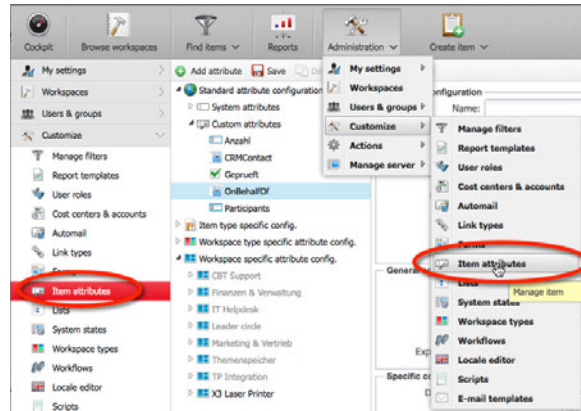 Cockpit
Browse workspaces
Find items
Reports
Administration
Create item
My settings
Workspaces
Users & groups
Customize
Manage filters
Report templates
User roles
Cost centers & accounts
Automail
Link types
Forms
Item attributes
Lists
System states
Workspace types
Workflows
Locale editor
Scripts
Add attribute
Save
Standard attribute configuration
System attributes
Custom attributes
Anzahl
CRMContact
Geprueft
OnBehalfOf
Participants
Item type specific config.
Workspace type specific attribute config.
Workspace specific attribute config.
CBT Support
Finanzen & Verwaltung
IT Helpdesk
Leader circle
Marketing & Vertrieb
Themenspeicher
TP Integration
X3 Laser Printer
My settings
Workspaces
Users & groups
Customize
Actions
Manage server
Name:
Manage filters
Report templates
User roles
Cost centers & accounts
Automail
Link types
Forms
Item attributes
Lists
Manage item
System states
Workspace types
Workflows
Locale editor
Scripts
E-mail templates